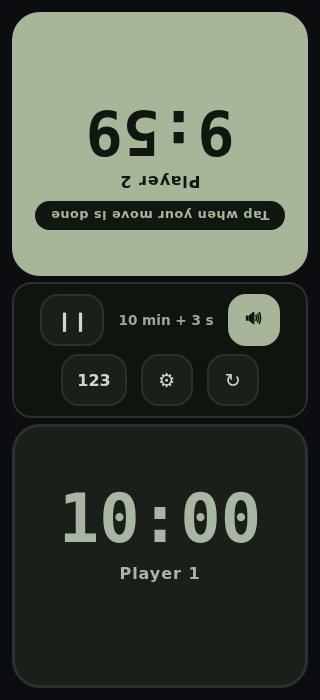 Tap when your move is done
Player 2
9:59
❙❙ 10 min + 3 s 🔊
123 ⚙ ↻
10:00
Player 1